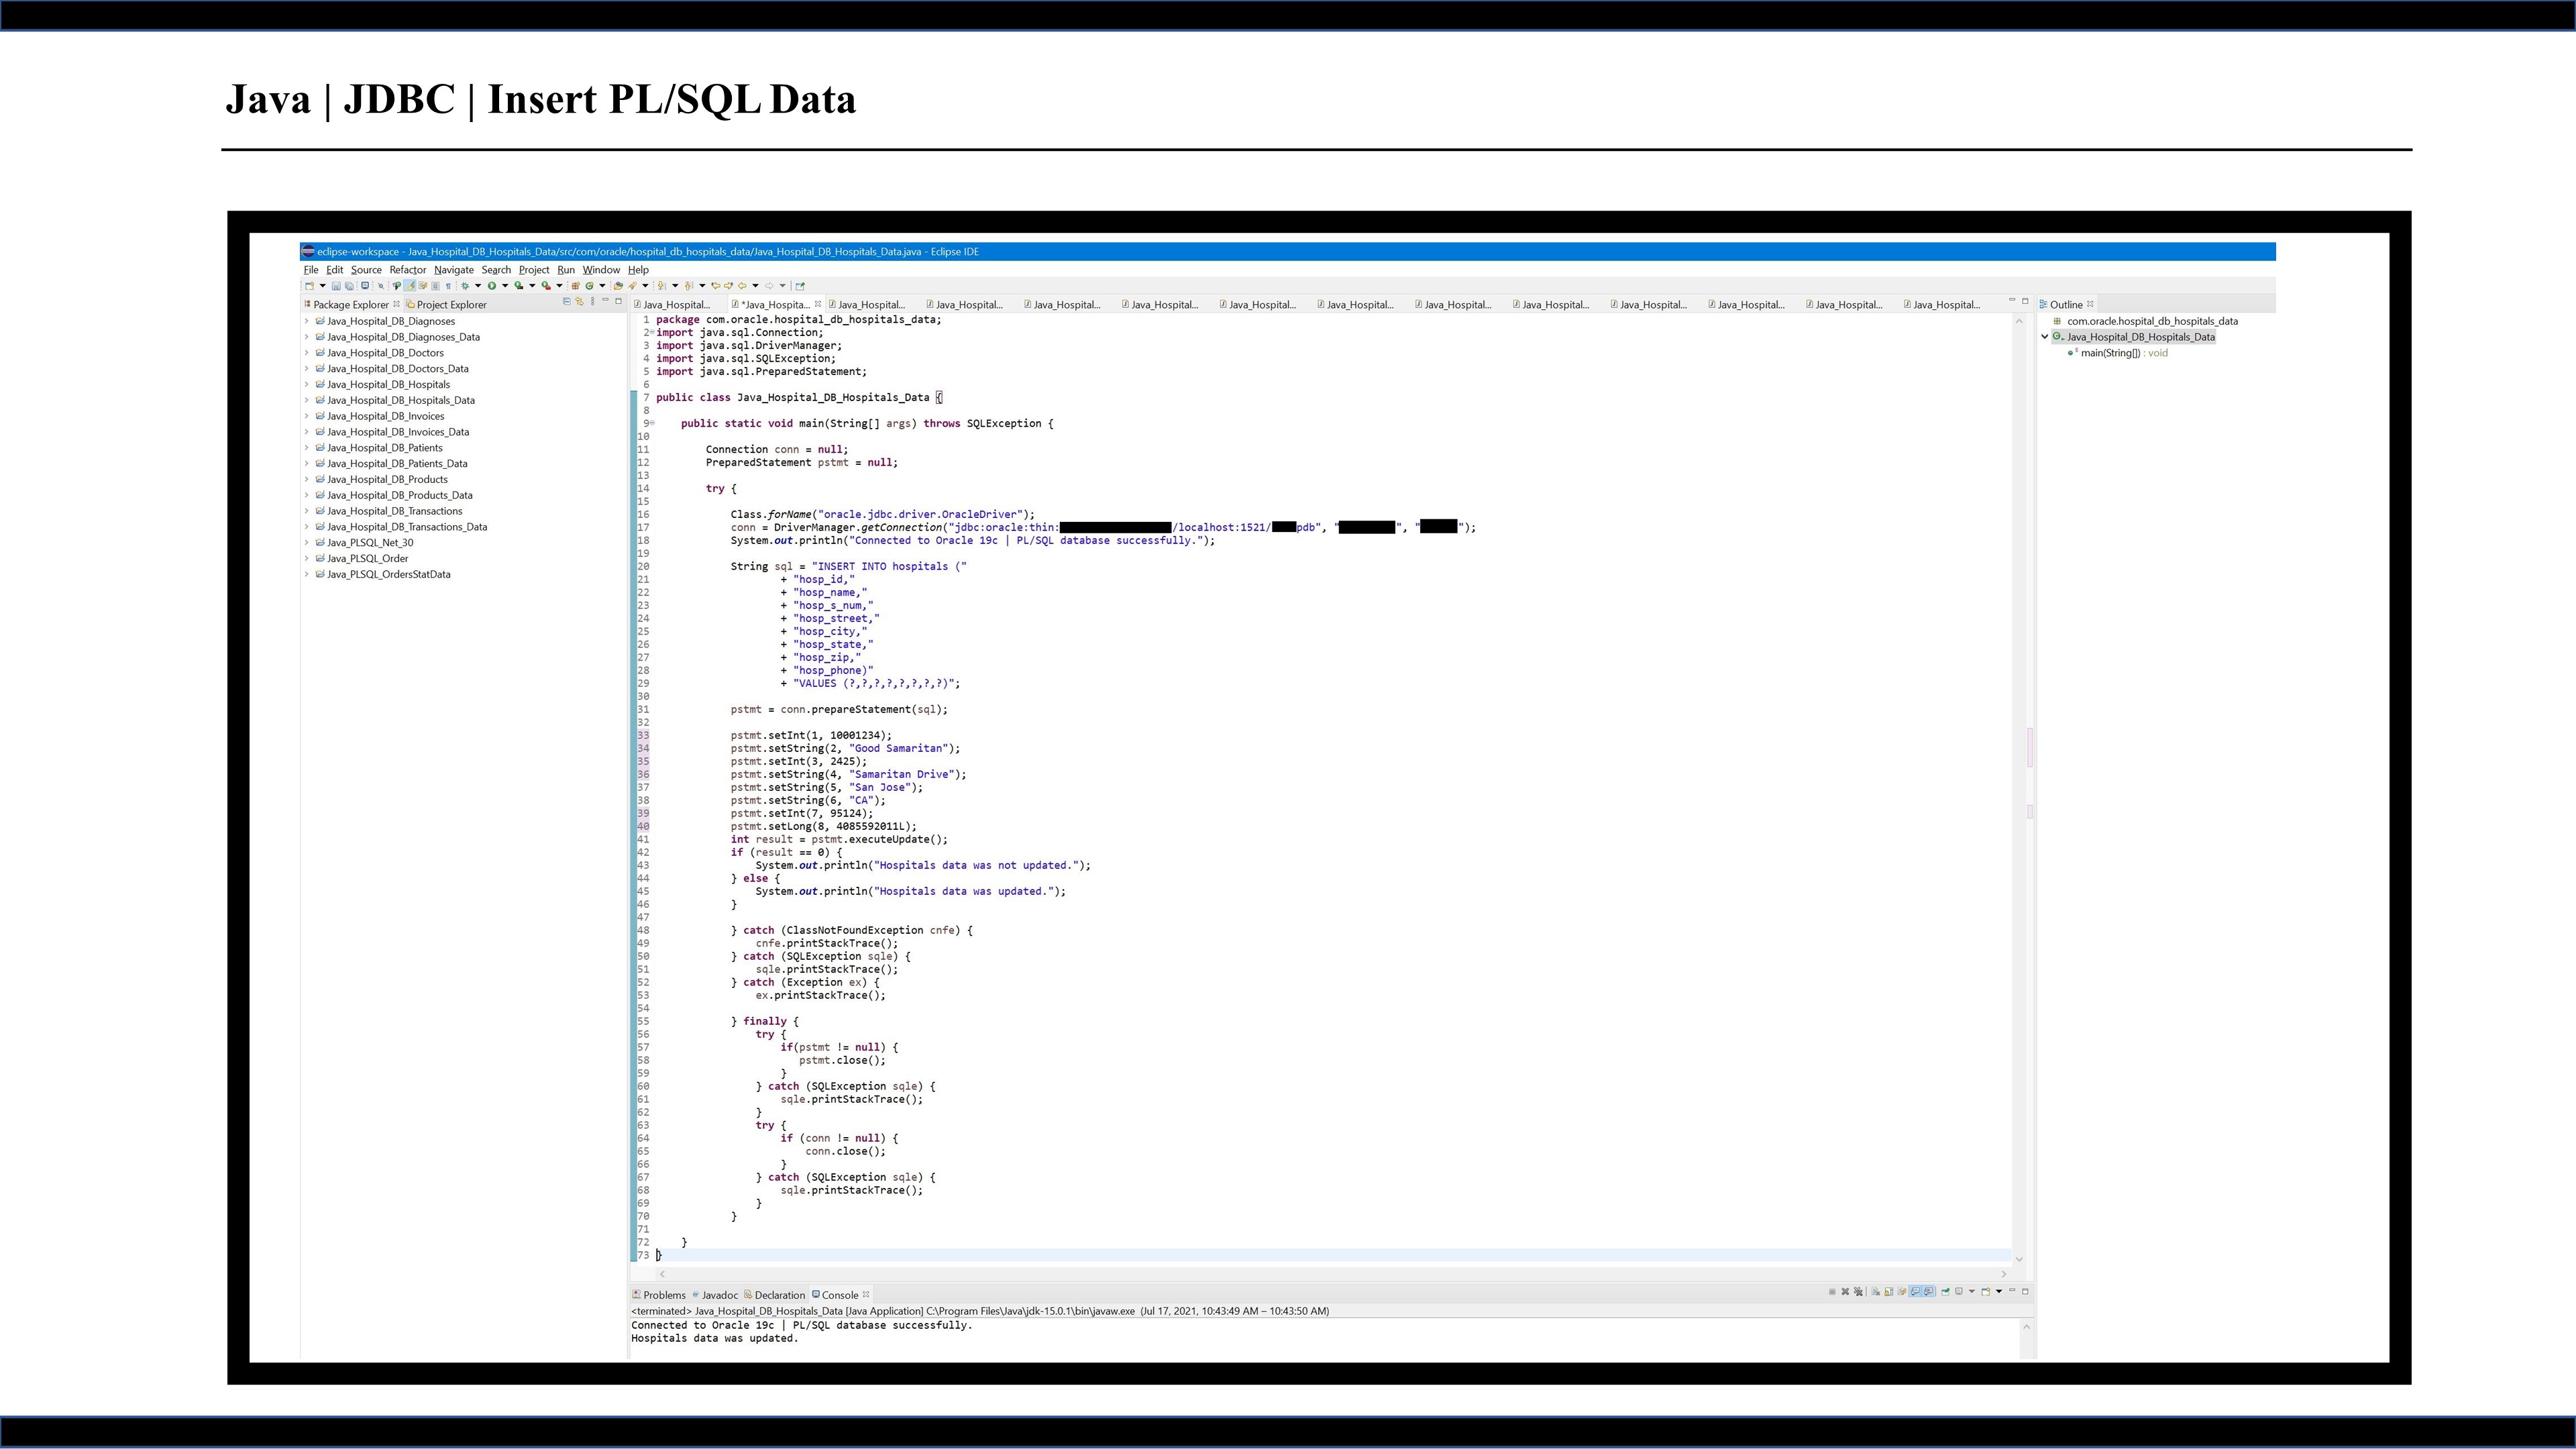 Java | JDBC | Insert PL/SQL Data
eclipse-workspace - Java_Hospital_DB_Hospitals_Data/src/com/oracle/hospital_db_hospitals_data/Java_Hospital_DB_Hospitals_Data.java - Eclipse IDE
File Edit Source Refactor Navigate Search Project Run Window Help
Package Explorer Project Explorer
Java_Hospital_DB_Diagnoses
Java_Hospital_DB_Diagnoses_Data
Java_Hospital_DB_Doctors
Java_Hospital_DB_Doctors_Data
Java_Hospital_DB_Hospitals
Java_Hospital_DB_Hospitals_Data
Java_Hospital_DB_Invoices
Java_Hospital_DB_Invoices_Data
Java_Hospital_DB_Patients
Java_Hospital_DB_Patients_Data
Java_Hospital_DB_Products
Java_Hospital_DB_Products_Data
Java_Hospital_DB_Transactions
Java_Hospital_DB_Transactions_Data
Java_PLSQL_Net_30
Java_PLSQL_Order
Java_PLSQL_OrdersStatData
Java_Hospital... *Java_Hospita... Java_Hospital... Java_Hospital... Java_Hospital... Java_Hospital... Java_Hospital... Java_Hospital... Java_Hospital... Java_Hospital... Java_Hospital... Java_Hospital... Java_Hospital... Java_Hospital...
1 package com.oracle.hospital_db_hospitals_data;
2 import java.sql.Connection;
3 import java.sql.DriverManager;
4 import java.sql.SQLException;
5 import java.sql.PreparedStatement;
6
7 public class Java_Hospital_DB_Hospitals_Data {
8
9 public static void main(String[] args) throws SQLException {
10
11 Connection conn = null;
12 PreparedStatement pstmt = null;
13
14 try {
15
16 Class.forName("oracle.jdbc.driver.OracleDriver");
17 conn = DriverManager.getConnection("jdbc:oracle:thin: /localhost:1521/ pdb", " ", " ");
18 System.out.println("Connected to Oracle 19c | PL/SQL database successfully.");
19
20 String sql = "INSERT INTO hospitals ("
21 + "hosp_id,"
22 + "hosp_name,"
23 + "hosp_s_num,"
24 + "hosp_street,"
25 + "hosp_city,"
26 + "hosp_state,"
27 + "hosp_zip,"
28 + "hosp_phone)"
29 + "VALUES (?,?,?,?,?,?,?,?)";
30
31 pstmt = conn.prepareStatement(sql);
32
33 pstmt.setInt(1, 10001234);
34 pstmt.setString(2, "Good Samaritan");
35 pstmt.setInt(3, 2425);
36 pstmt.setString(4, "Samaritan Drive");
37 pstmt.setString(5, "San Jose");
38 pstmt.setString(6, "CA");
39 pstmt.setInt(7, 95124);
40 pstmt.setLong(8, 4085592011L);
41 int result = pstmt.executeUpdate();
42 if (result == 0) {
43 System.out.println("Hospitals data was not updated.");
44 } else {
45 System.out.println("Hospitals data was updated.");
46 }
47
48 } catch (ClassNotFoundException cnfe) {
49 cnfe.printStackTrace();
50 } catch (SQLException sqle) {
51 sqle.printStackTrace();
52 } catch (Exception ex) {
53 ex.printStackTrace();
54
55 } finally {
56 try {
57 if(pstmt != null) {
58 pstmt.close();
59 }
60 } catch (SQLException sqle) {
61 sqle.printStackTrace();
62 }
63 try {
64 if (conn != null) {
65 conn.close();
66 }
67 } catch (SQLException sqle) {
68 sqle.printStackTrace();
69 }
70 }
71
72 }
73 }
Outline
com.oracle.hospital_db_hospitals_data
Java_Hospital_DB_Hospitals_Data
main(String[]) : void
Problems Javadoc Declaration Console
<terminated> Java_Hospital_DB_Hospitals_Data [Java Application] C:\Program Files\Java\jdk-15.0.1\bin\javaw.exe (Jul 17, 2021, 10:43:49 AM – 10:43:50 AM)
Connected to Oracle 19c | PL/SQL database successfully.
Hospitals data was updated.